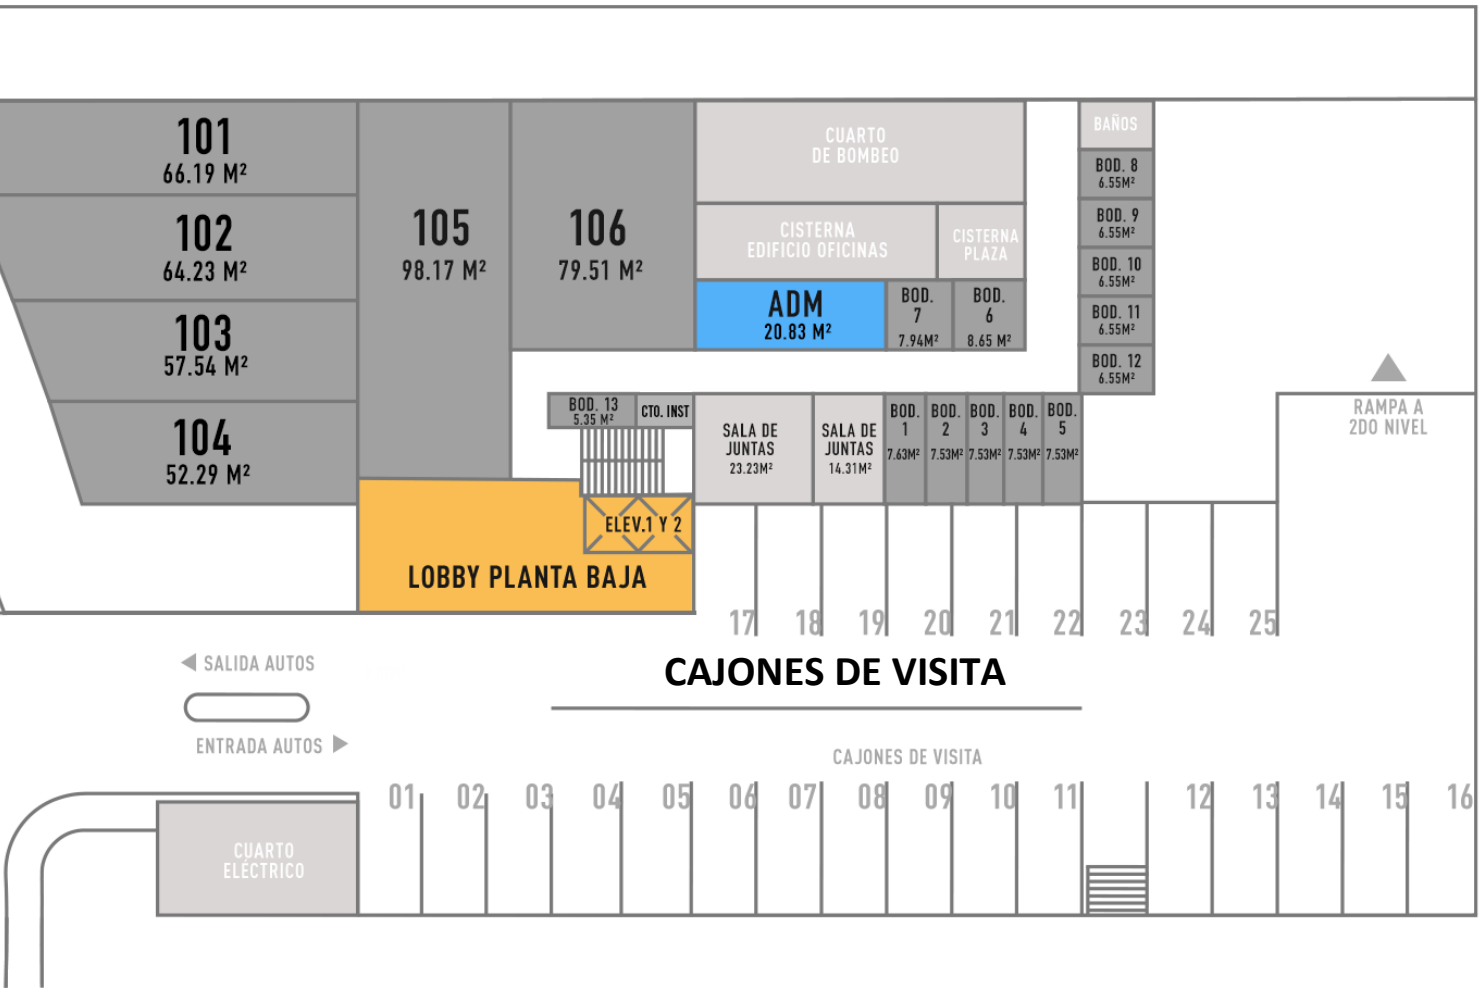 101
66.19 M²
102
64.23 M²
103
57.54 M²
104
52.29 M²
105
98.17 M²
106
79.51 M²
CUARTO
DE BOMBEO
CISTERNA
EDIFICIO OFICINAS
CISTERNA
PLAZA
ADM
20.83 M²
BOD.
7
7.94M²
BOD.
6
8.65 M²
BAÑOS
BOD. 8
6.55M²
BOD. 9
6.55M²
BOD. 10
6.55M²
BOD. 11
6.55M²
BOD. 12
6.55M²
RAMPA A
2DO NIVEL
BOD. 13
5.35 M²
CTO. INST
SALA DE
JUNTAS
23.23M²
SALA DE
JUNTAS
14.31M²
BOD.
1
7.63M²
BOD.
2
7.53M²
BOD.
3
7.53M²
BOD.
4
7.53M²
BOD.
5
7.53M²
ELEV.1 Y 2
LOBBY PLANTA BAJA
17 18 19 20 21 22 23 24 25
CAJONES DE VISITA
SALIDA AUTOS
ENTRADA AUTOS
CAJONES DE VISITA
01 02 03 04 05 06 07 08 09 10 11 12 13 14 15 16
CUARTO
ELÉCTRICO